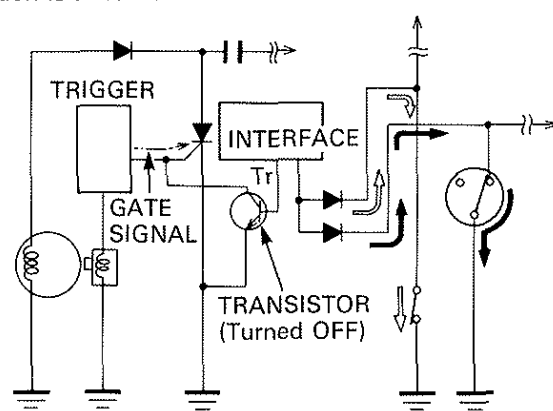 TRIGGER
INTERFACE
Tr
GATE
SIGNAL
TRANSISTOR
(Turned OFF)